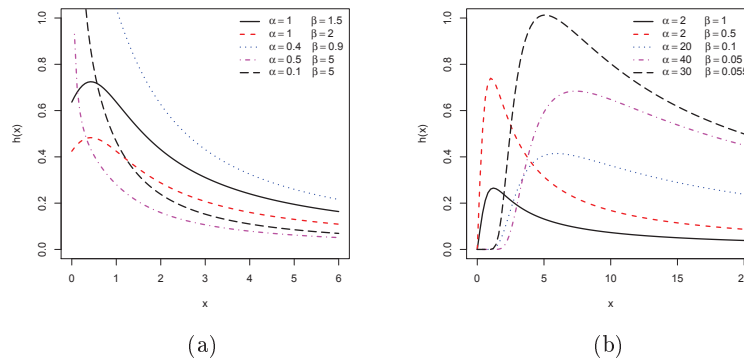 α = 1 β = 1.5
α = 1 β = 2
α = 0.4 β = 0.9
α = 0.5 β = 5
α = 0.1 β = 5
h(x)
0.0 0.2 0.4 0.6 0.8 1.0
0 1 2 3 4 5 6
x
(a)
α = 2 β = 1
α = 2 β = 0.5
α = 20 β = 0.1
α = 40 β = 0.05
α = 30 β = 0.055
h(x)
0.0 0.2 0.4 0.6 0.8 1.0
0 5 10 15 20
x
(b)